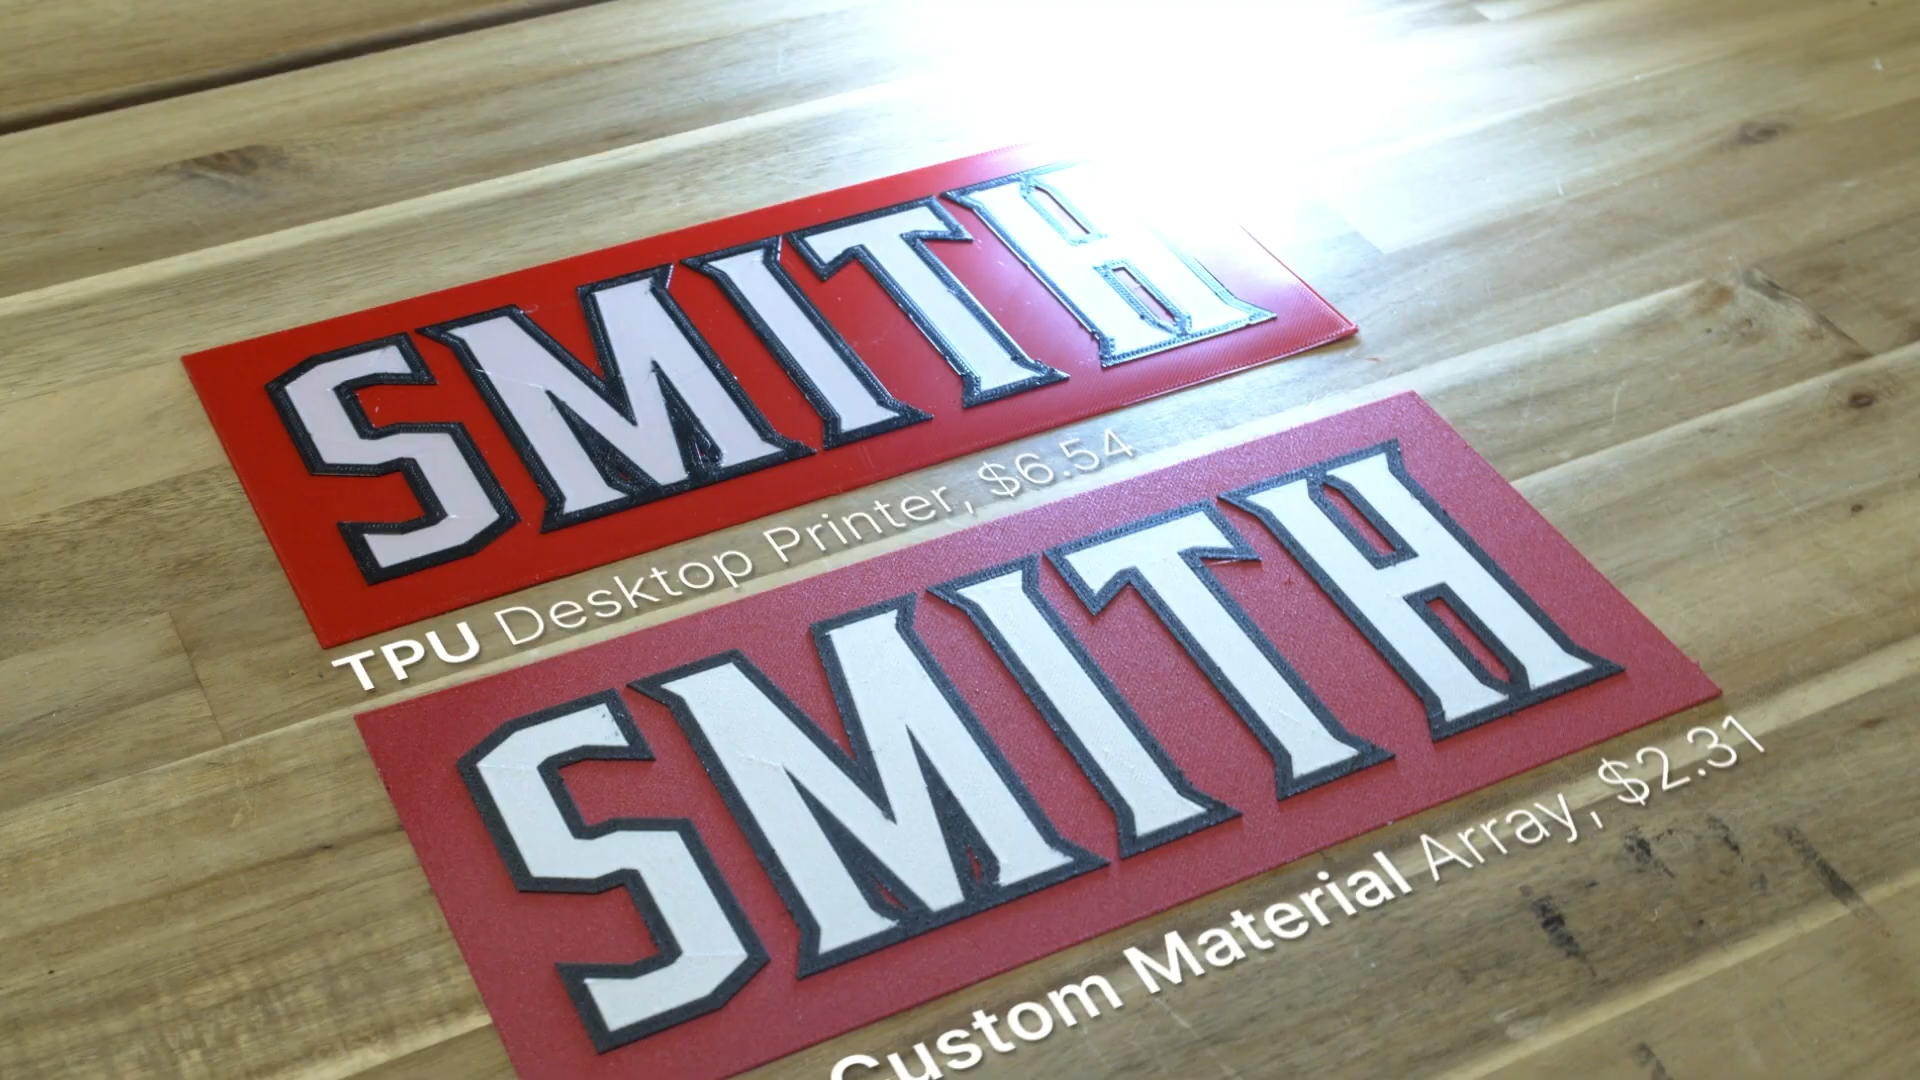 SMITH
TPU Desktop Printer, $6.54
SMITH
Custom Material Array, $2.31